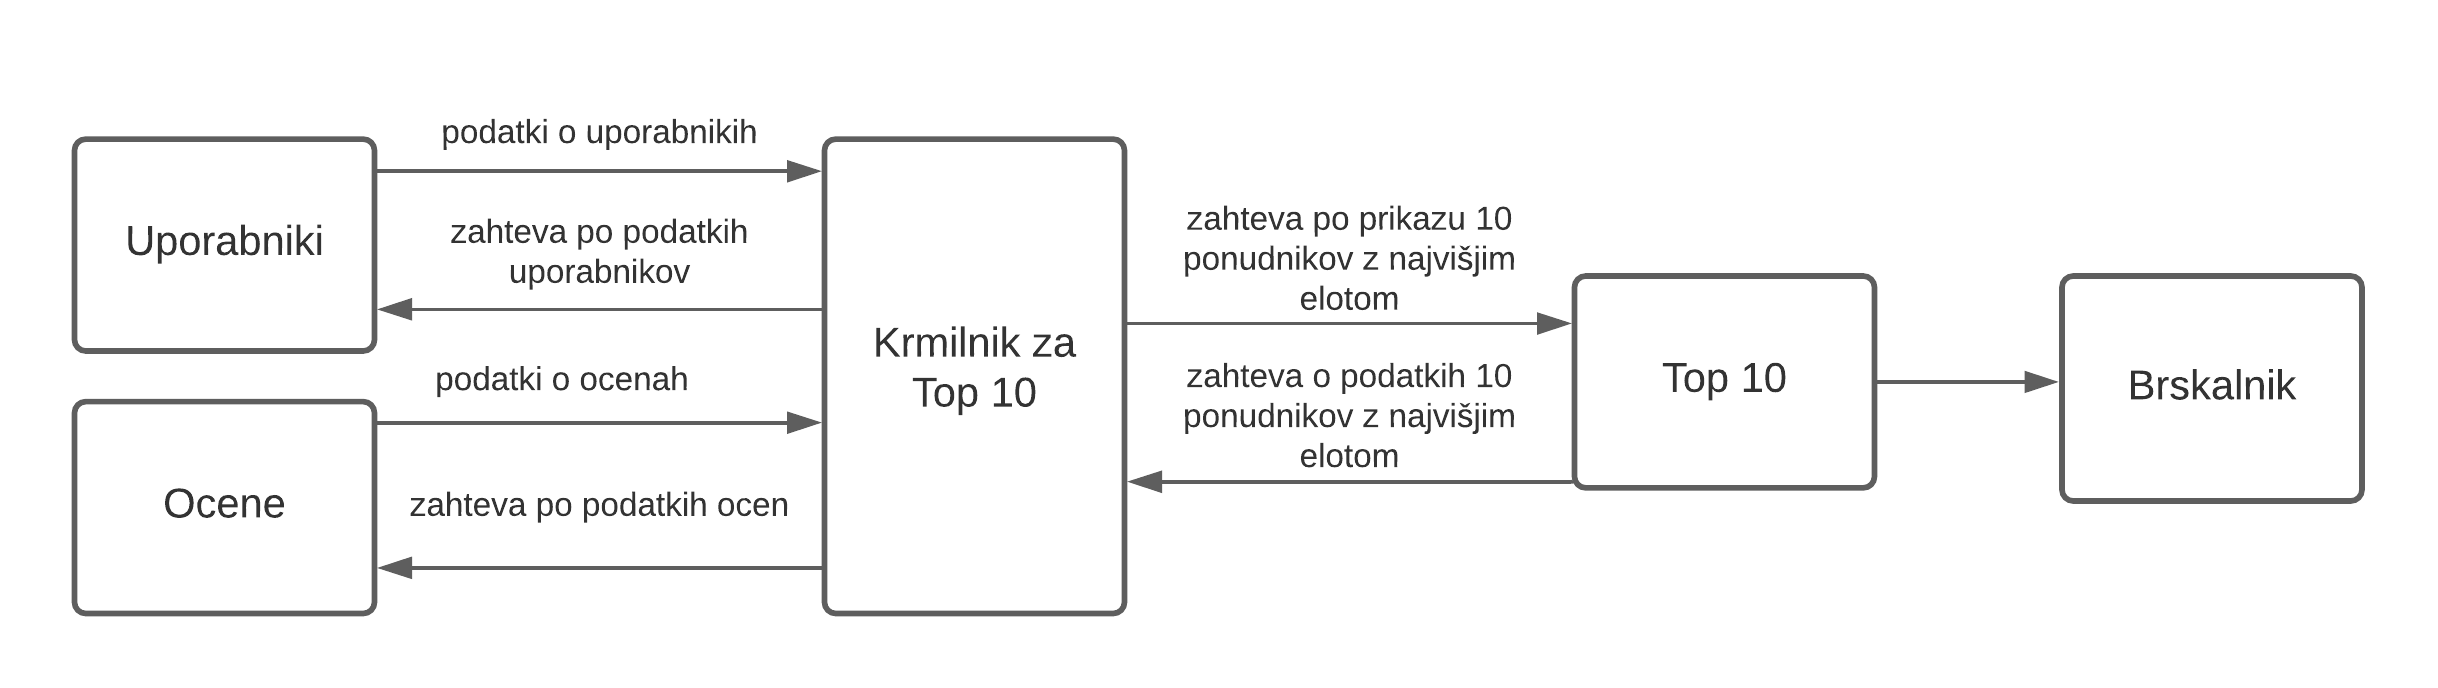 podatki o uporabnikih
Uporabniki
zahteva po podatkih
uporabnikov
podatki o ocenah
Ocene
zahteva po podatkih ocen
Krmilnik za
Top 10
zahteva po prikazu 10
ponudnikov z najvišjim
elotom
zahteva o podatkih 10
ponudnikov z najvišjim
elotom
Top 10
Brskalnik